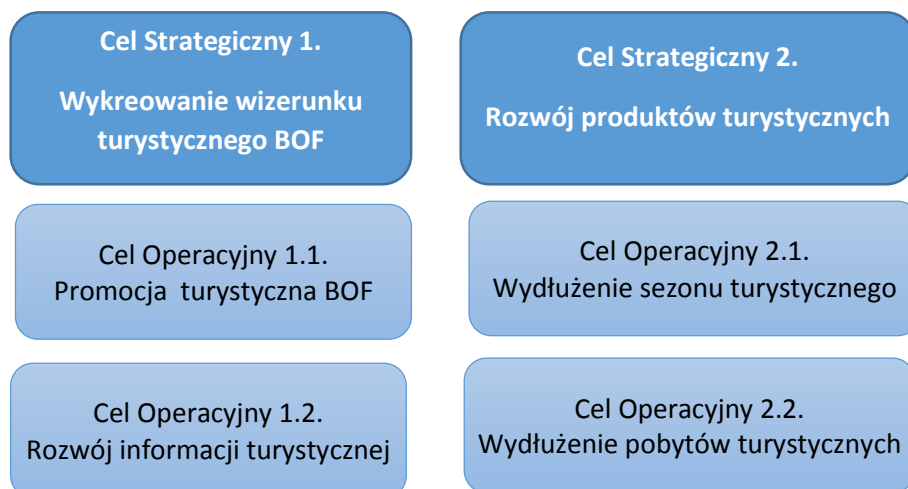 Cel Strategiczny 1.
Wykreowanie wizerunku
turystycznego BOF
Cel Operacyjny 1.1.
Promocja turystyczna BOF
Cel Operacyjny 1.2.
Rozwój informacji turystycznej
Cel Strategiczny 2.
Rozwój produktów turystycznych
Cel Operacyjny 2.1.
Wydłużenie sezonu turystycznego
Cel Operacyjny 2.2.
Wydłużenie pobytów turystycznych